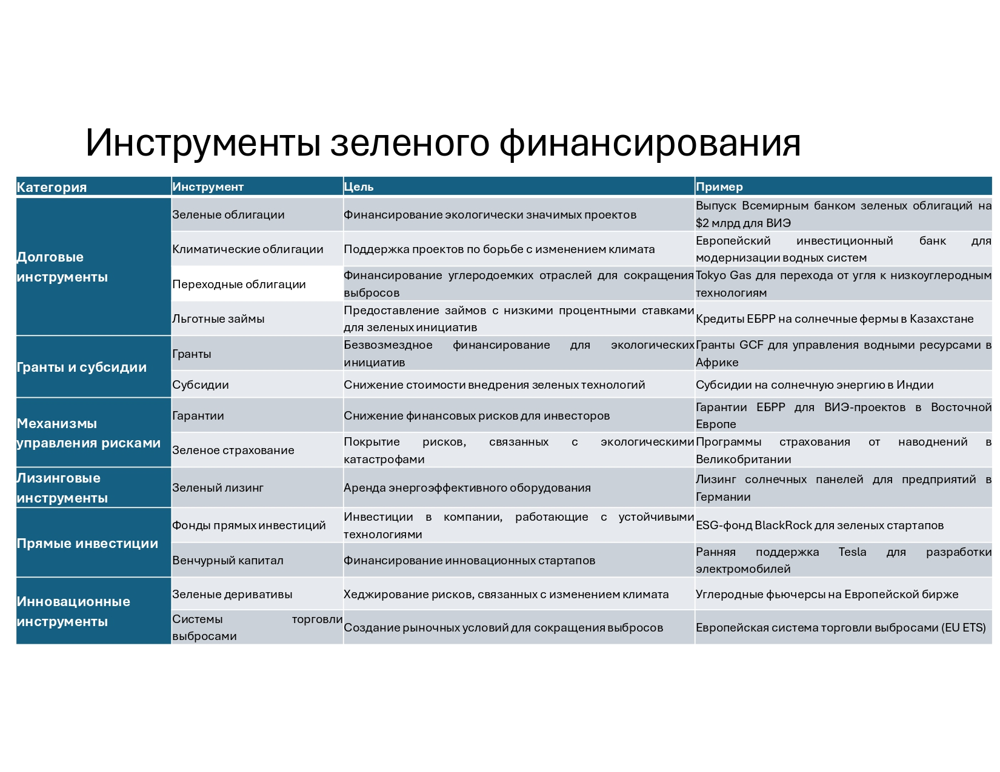 Инструменты зеленого финансирования
Категория
Инструмент
Цель
Пример
Долговые
инструменты
Зеленые облигации
Финансирование экологически значимых проектов
Выпуск Всемирным банком зеленых облигаций на
$2 млрд для ВИЭ
Климатические облигации
Поддержка проектов по борьбе с изменением климата
Европейский инвестиционный банк для
модернизации водных систем
Переходные облигации
Финансирование углеродоемких отраслей для сокращения
выбросов
Tokyo Gas для перехода от угля к низкоуглеродным
технологиям
Льготные займы
Предоставление займов с низкими процентными ставками
для зеленых инициатив
Кредиты ЕБРР на солнечные фермы в Казахстане
Гранты и субсидии
Гранты
Безвозмездное финансирование для экологических
инициатив
Гранты GCF для управления водными ресурсами в
Африке
Субсидии
Снижение стоимости внедрения зеленых технологий
Субсидии на солнечную энергию в Индии
Механизмы
управления рисками
Гарантии
Снижение финансовых рисков для инвесторов
Гарантии ЕБРР для ВИЭ-проектов в Восточной
Европе
Зеленое страхование
Покрытие рисков, связанных с экологическими
катастрофами
Программы страхования от наводнений в
Великобритании
Лизинговые
инструменты
Зеленый лизинг
Аренда энергоэффективного оборудования
Лизинг солнечных панелей для предприятий в
Германии
Прямые инвестиции
Фонды прямых инвестиций
Инвестиции в компании, работающие с устойчивыми
технологиями
ESG-фонд BlackRock для зеленых стартапов
Венчурный капитал
Финансирование инновационных стартапов
Ранняя поддержка Tesla для разработки
электромобилей
Инновационные
инструменты
Зеленые деривативы
Хеджирование рисков, связанных с изменением климата
Углеродные фьючерсы на Европейской бирже
Системы торговли
выбросами
Создание рыночных условий для сокращения выбросов
Европейская система торговли выбросами (EU ETS)